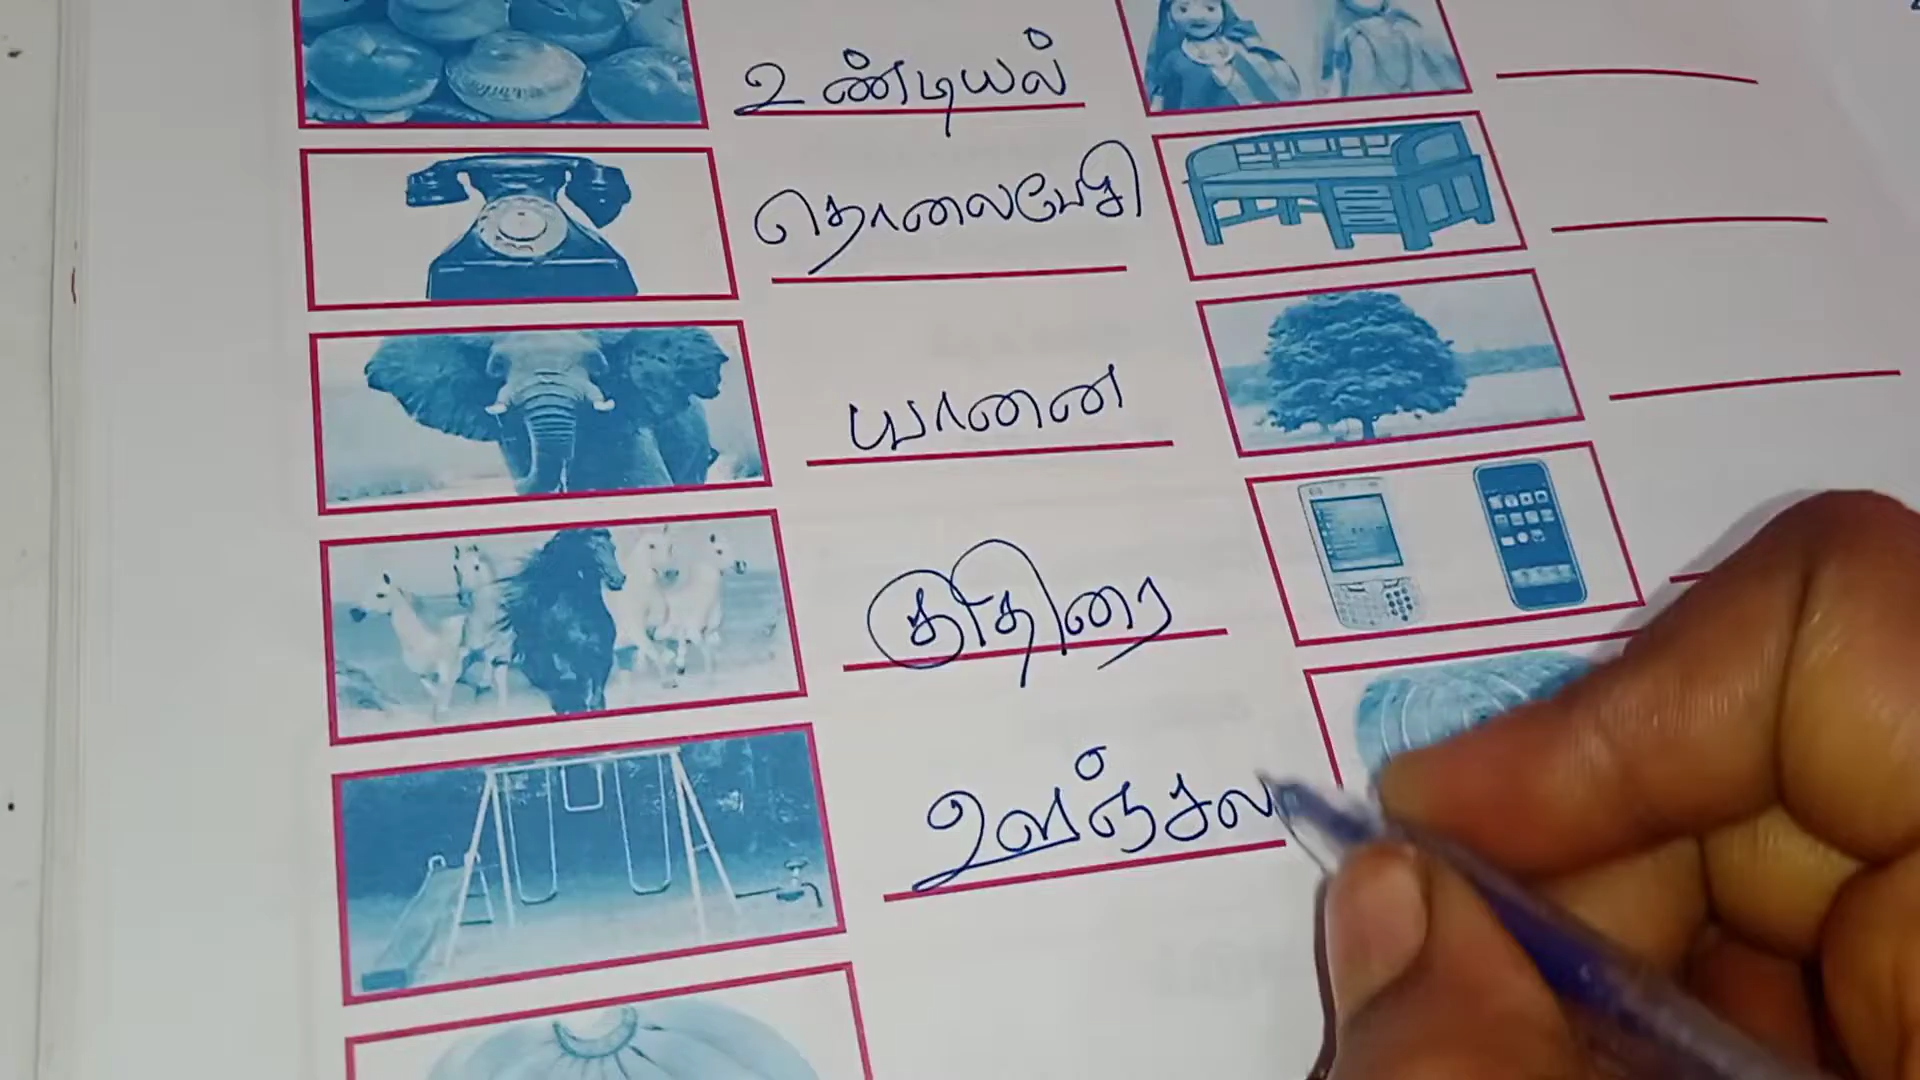 உண்டியல்
தொலைபேசி
யானை
குதிரை
ஊஞ்சல